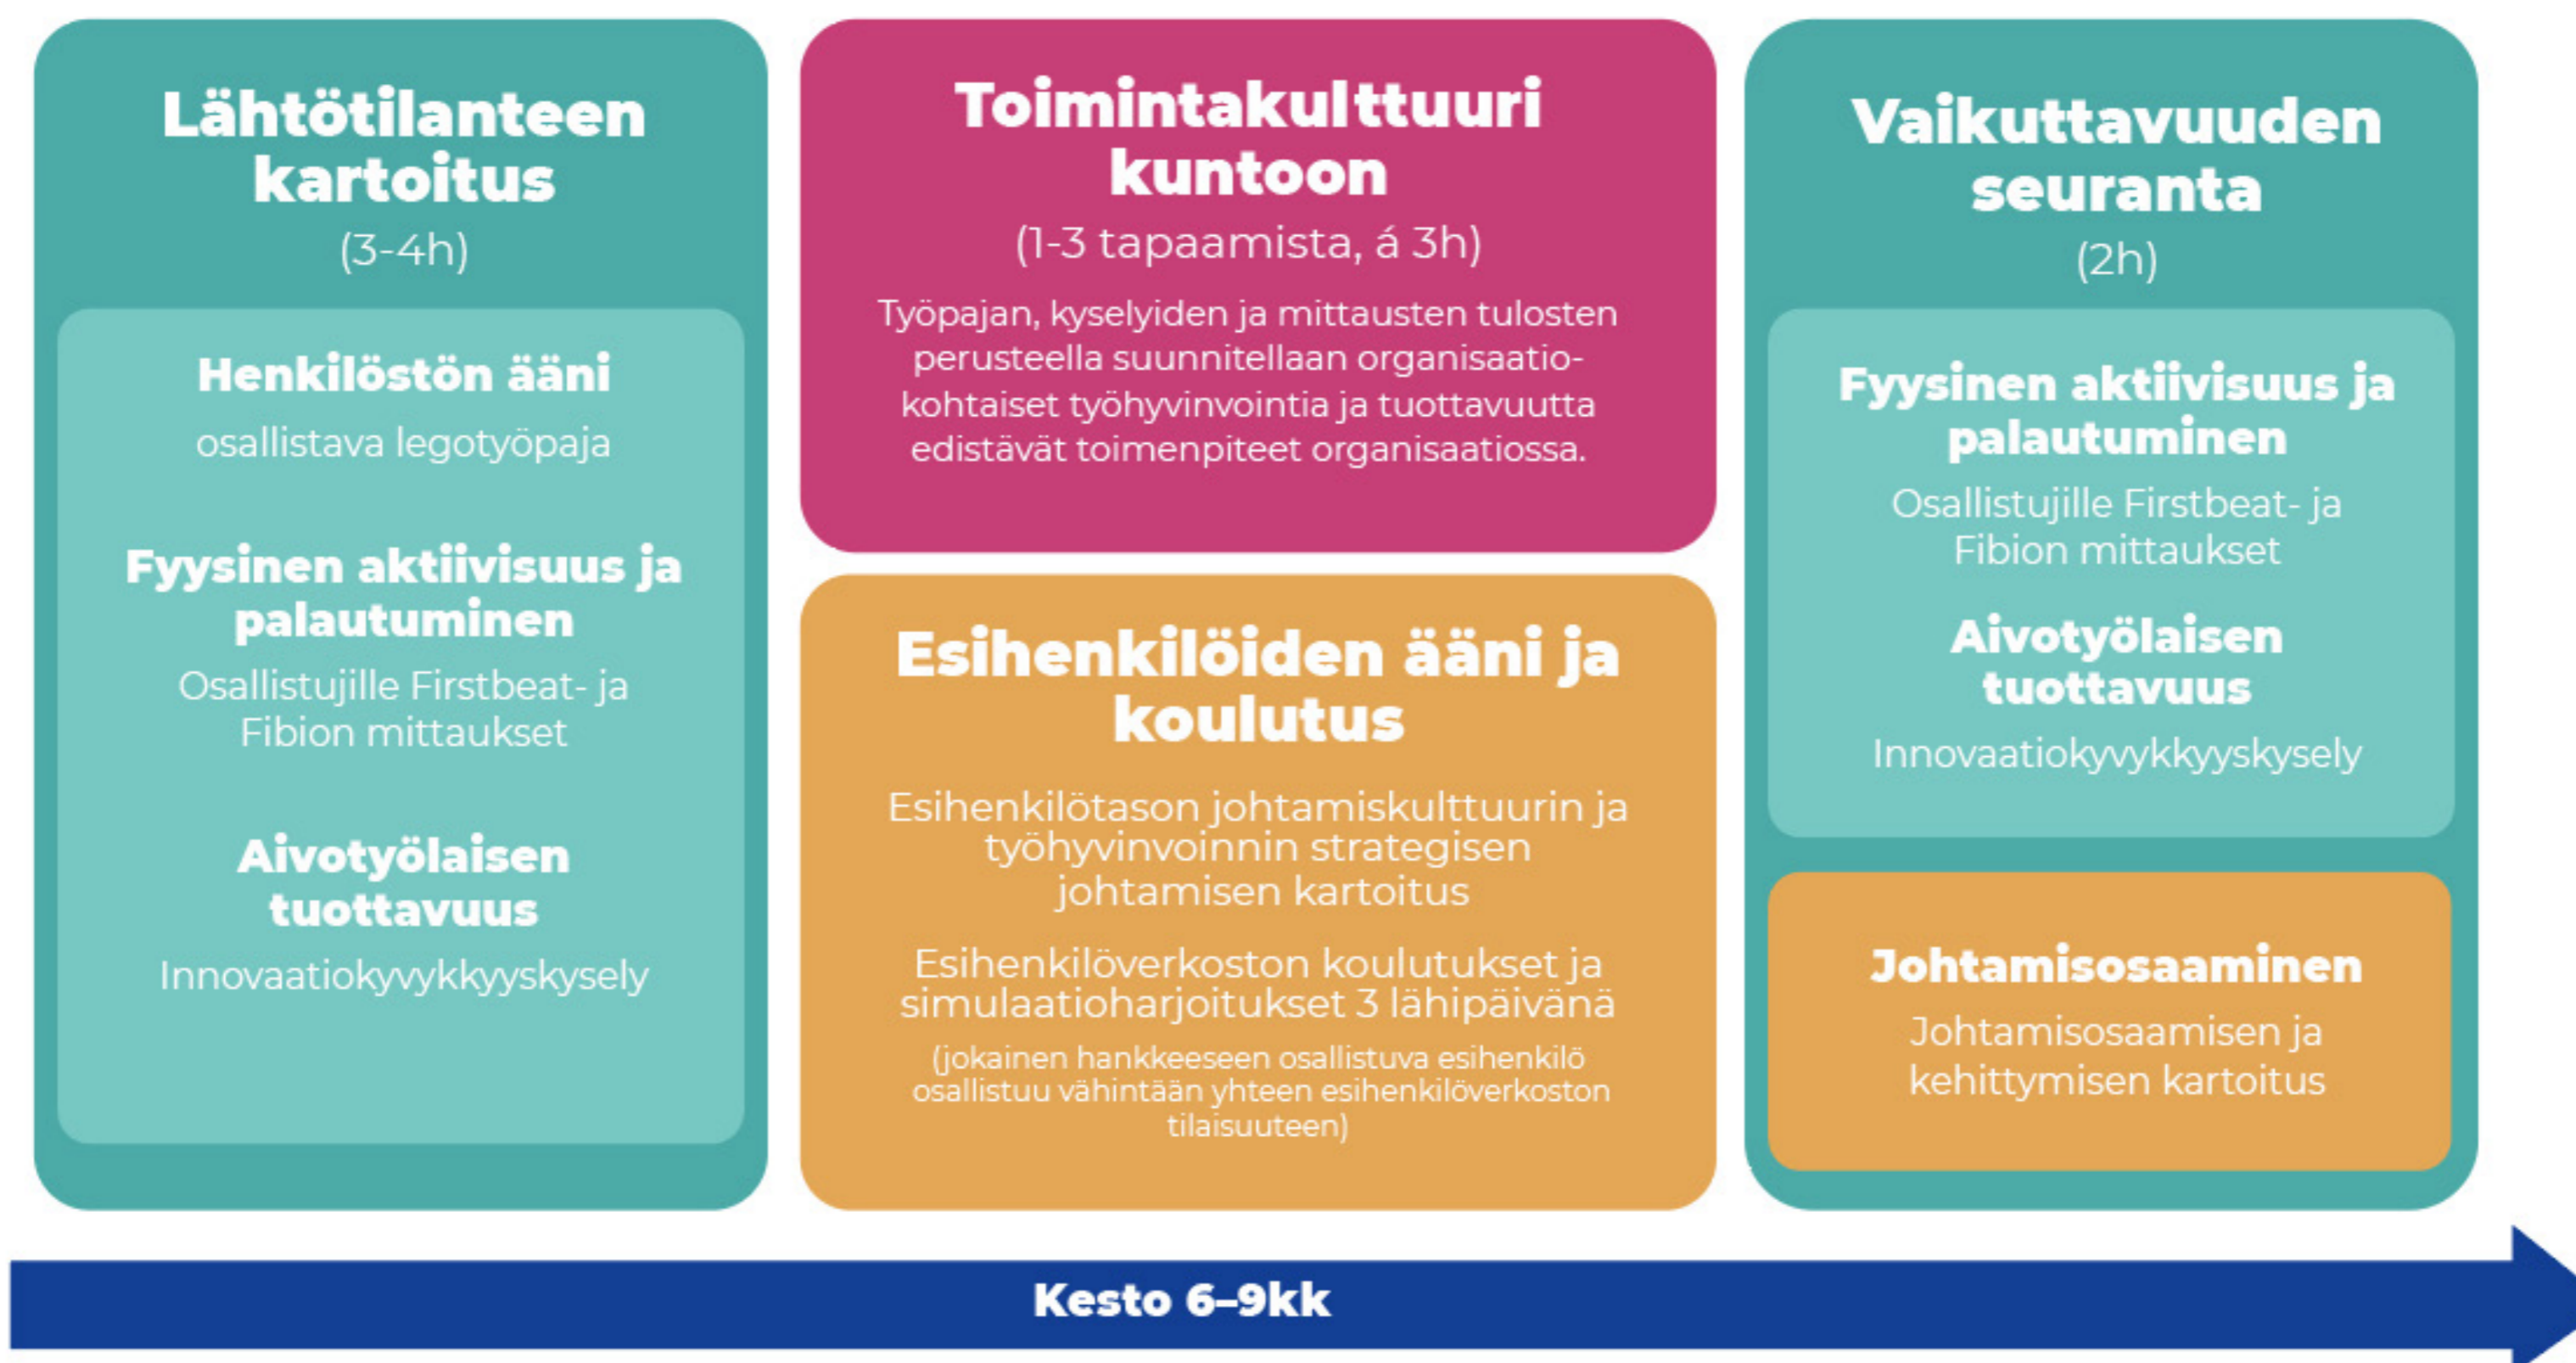 Lähtötilanteen
kartoitus
(3-4h)
Henkilöstön ääni
osallistava legotyöpaja
Fyysinen aktiivisuus ja
palautuminen
Osallistujille Firstbeat- ja
Fibion mittaukset
Aivotyölaisen
tuottavuus
Innovaatiokyvykkyyskysely
Toimintakulttuuri
kuntoon
(1-3 tapaamista, á 3h)
Työpajan, kyselyiden ja mittausten tulosten
perusteella suunnitellaan organisaatio-
kohtaiset työhyvinvointia ja tuottavuutta
edistävät toimenpiteet organisaatiossa.
Esihenkilöiden ääni ja
koulutus
Esihenkilötason johtamiskulttuurin ja
työhyvinvoinnin strategisen
johtamisen kartoitus
Esihenkilöverkoston koulutukset ja
simulaatioharjoitukset 3 lähipäivänä
(jokainen hankkeeseen osallistuva esihenkilö
osallistuu vähintään yhteen esihenkilöverkoston
tilaisuuteen)
Vaikuttavuuden
seuranta
(2h)
Fyysinen aktiivisuus ja
palautuminen
Osallistujille Firstbeat- ja
Fibion mittaukset
Aivotyölaisen
tuottavuus
Innovaatiokyvykkyyskysely
Johtamisosaaminen
Johtamisosaamisen ja
kehittymisen kartoitus
Kesto 6–9kk